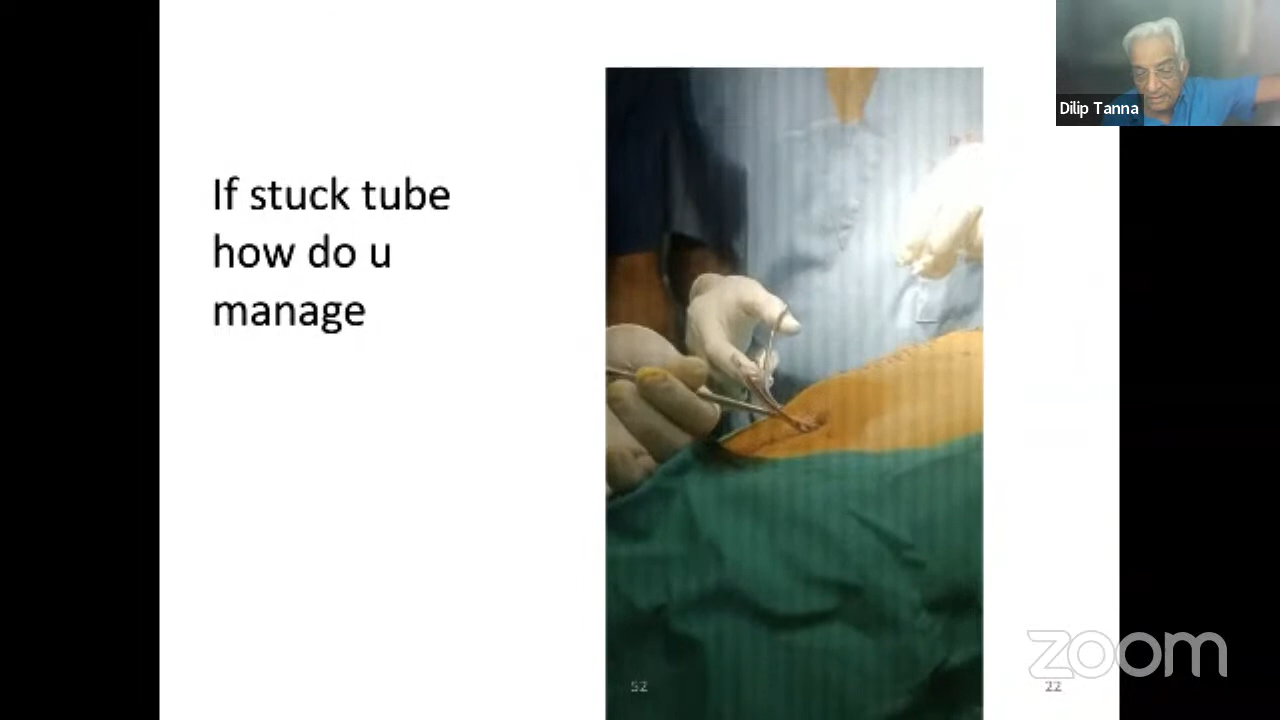 Dilip Tanna
If stuck tube
how do u
manage
52
22
zoom